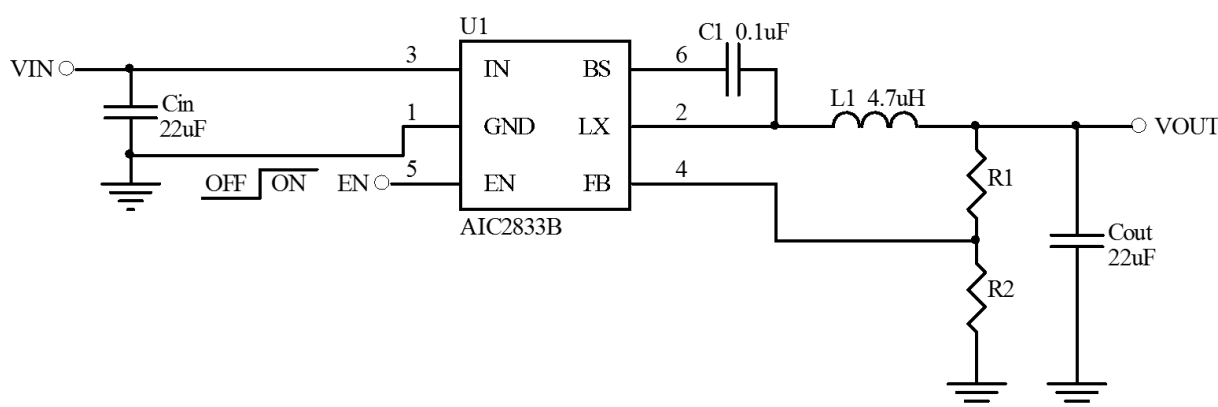 U1
C1 0.1uF
VIN
3
IN
BS
6
Cin
22uF
1
GND
LX
2
L1 4.7uH
VOUT
OFF
ON
EN
5
EN
FB
4
R1
AIC2833B
Cout
22uF
R2